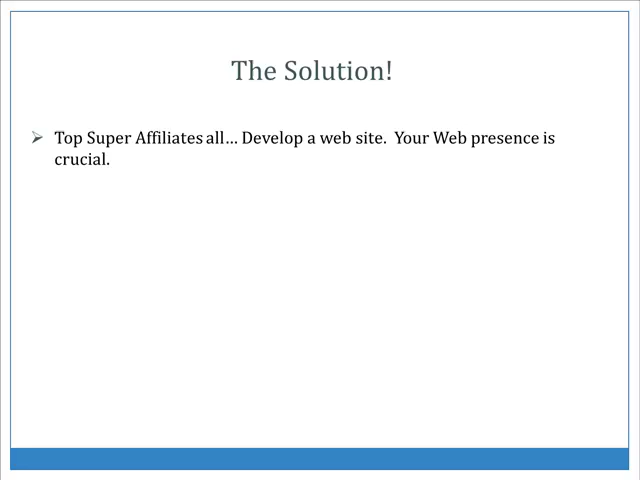 The Solution!
Top Super Affiliates all… Develop a web site.  Your Web presence is
crucial.